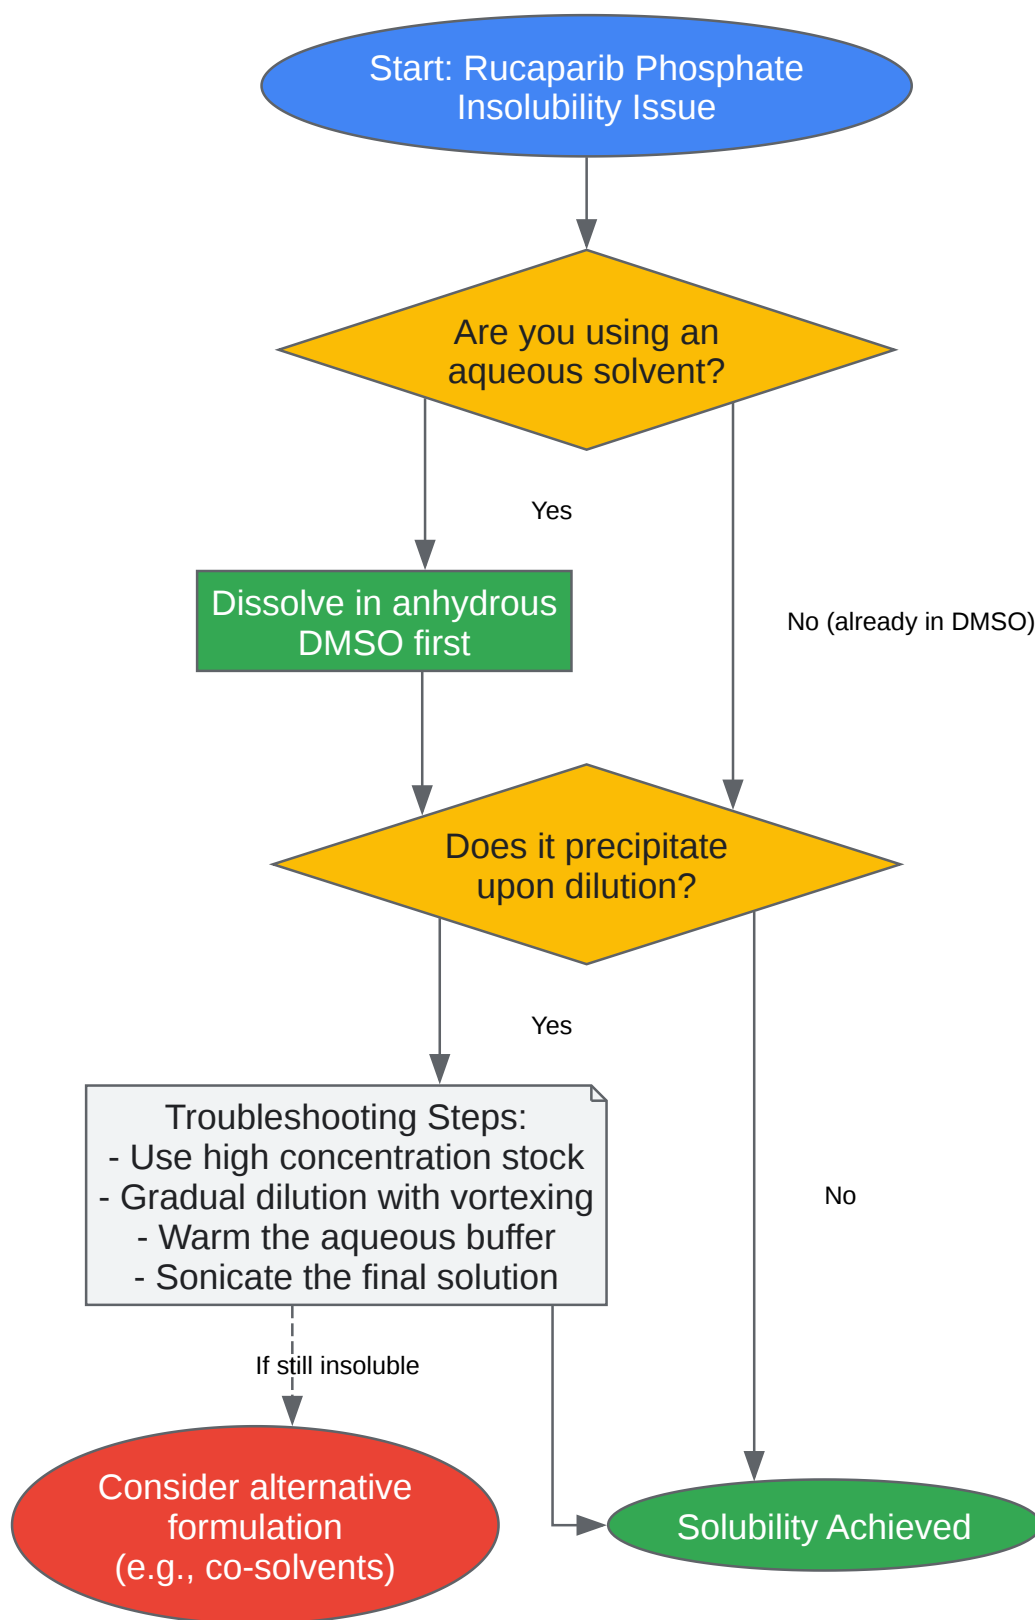 Start: Rucaparib Phosphate
Insolubility Issue
Are you using an
aqueous solvent?
Yes
Dissolve in anhydrous
DMSO first
No (already in DMSO)
Does it precipitate
upon dilution?
Yes
Troubleshooting Steps:
- Use high concentration stock
- Gradual dilution with vortexing
- Warm the aqueous buffer
- Sonicate the final solution
No
If still insoluble
Consider alternative
formulation
(e.g., co-solvents)
Solubility Achieved